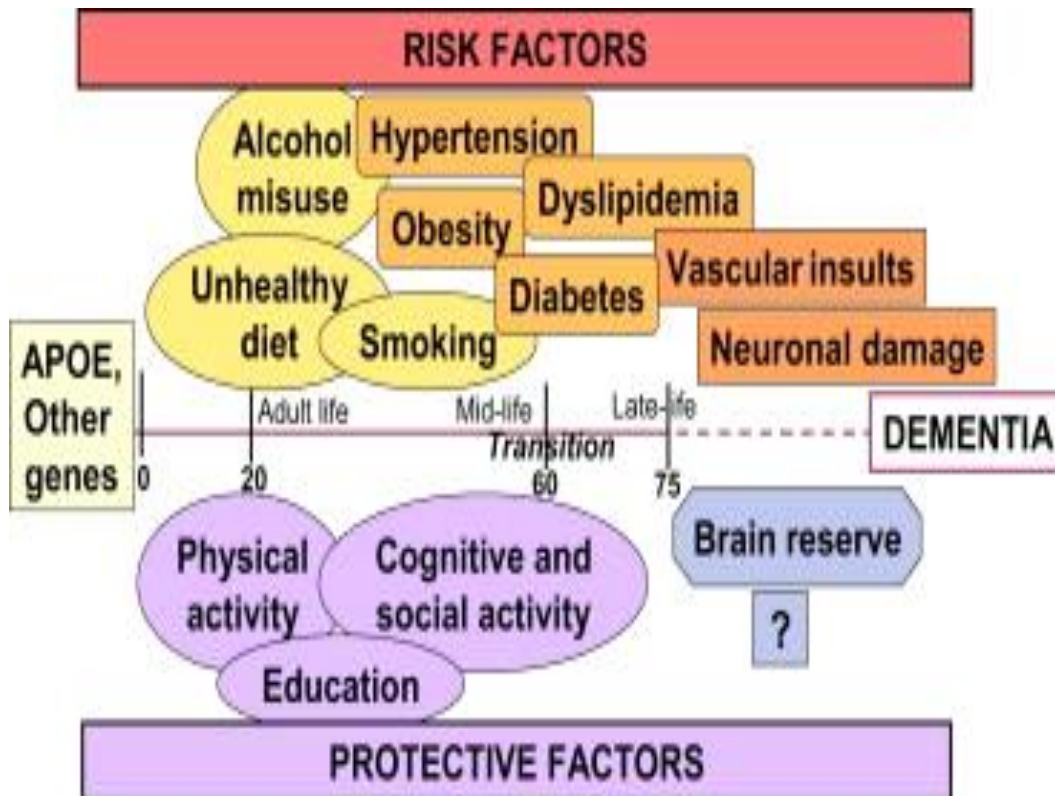 RISK FACTORS
Alcohol
misuse
Hypertension
Dyslipidemia
Obesity
Vascular insults
Unhealthy
diet
Diabetes
Smoking
Neuronal damage
APOE,
Other
genes
Adult life
Mid-life
Late-life
Transition
DEMENTIA
0
20
60
75
Physical
activity
Cognitive and
social activity
Brain reserve
?
Education
PROTECTIVE FACTORS